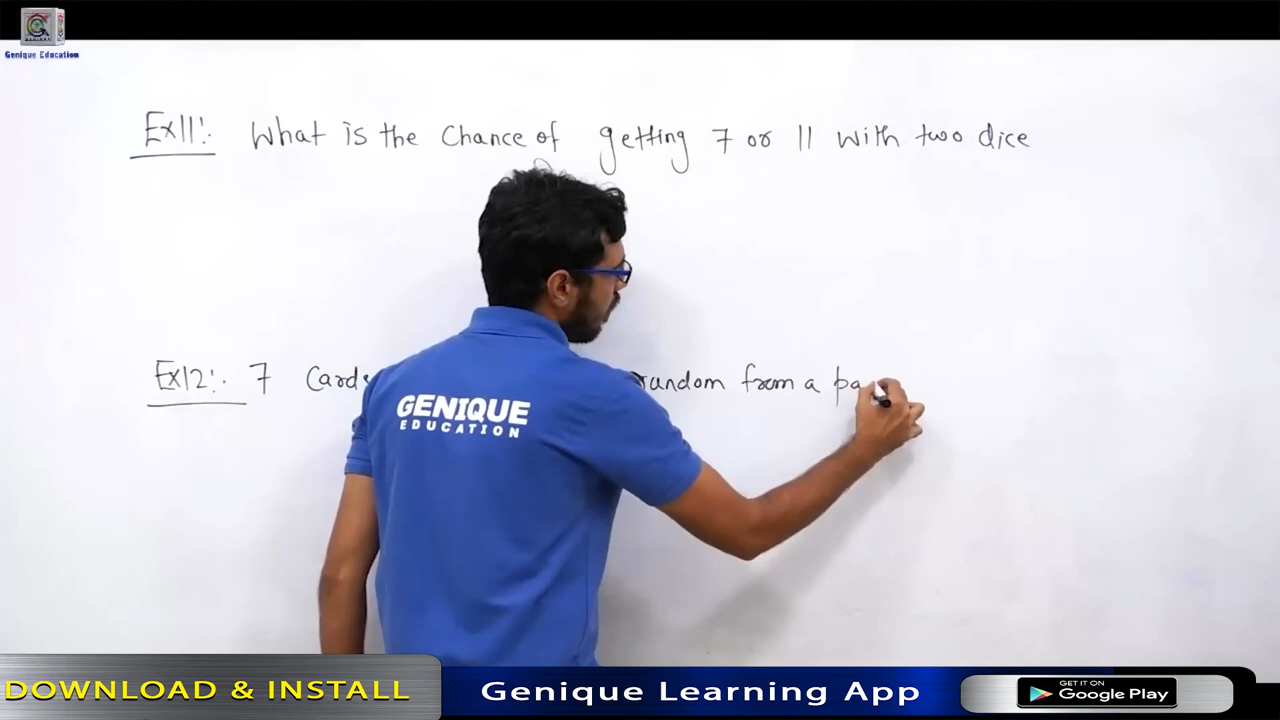 Genique Education
Ex11:. What is the Chance of getting 7 or 11 with two dice
Ex12:. 7 Cards random from a pa
GENIQUE
EDUCATION
DOWNLOAD & INSTALL
Genique Learning App
GET IT ON
Google Play